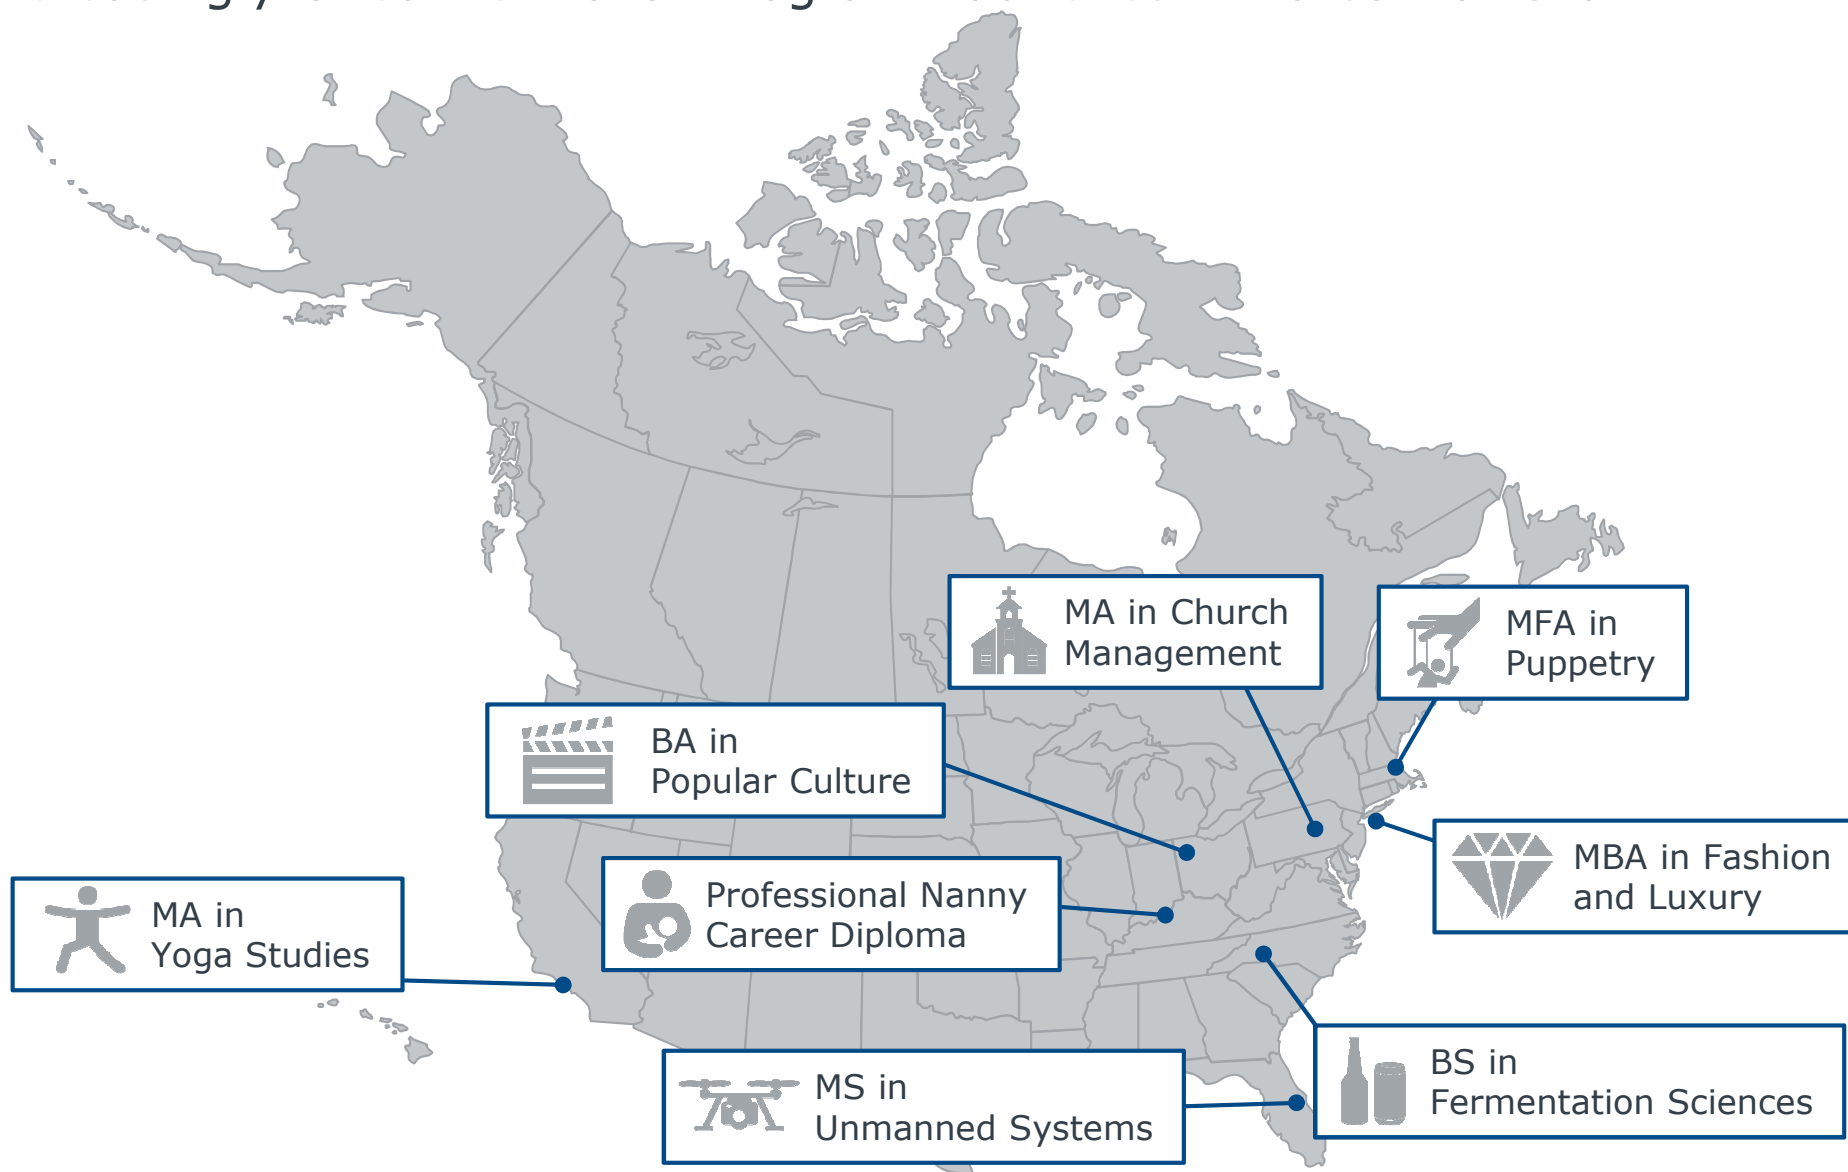 MA in Church
Management
MFA in
Puppetry
BA in
Popular Culture
MBA in Fashion
and Luxury
Professional Nanny
Career Diploma
MA in
Yoga Studies
BS in
Fermentation Sciences
MS in
Unmanned Systems